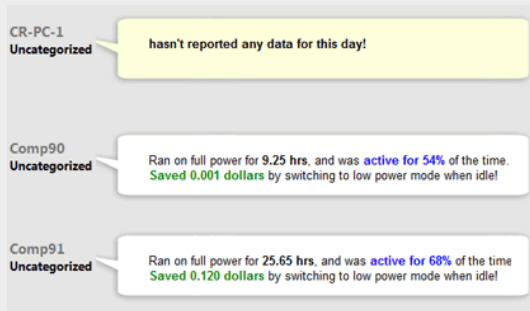 CR-PC-1
Uncategorized
hasn't reported any data for this day!
Comp90
Uncategorized
Ran on full power for 9.25 hrs, and was active for 54% of the time.
Saved 0.001 dollars by switching to low power mode when idle!
Comp91
Uncategorized
Ran on full power for 25.65 hrs, and was active for 68% of the time
Saved 0.120 dollars by switching to low power mode when idle!